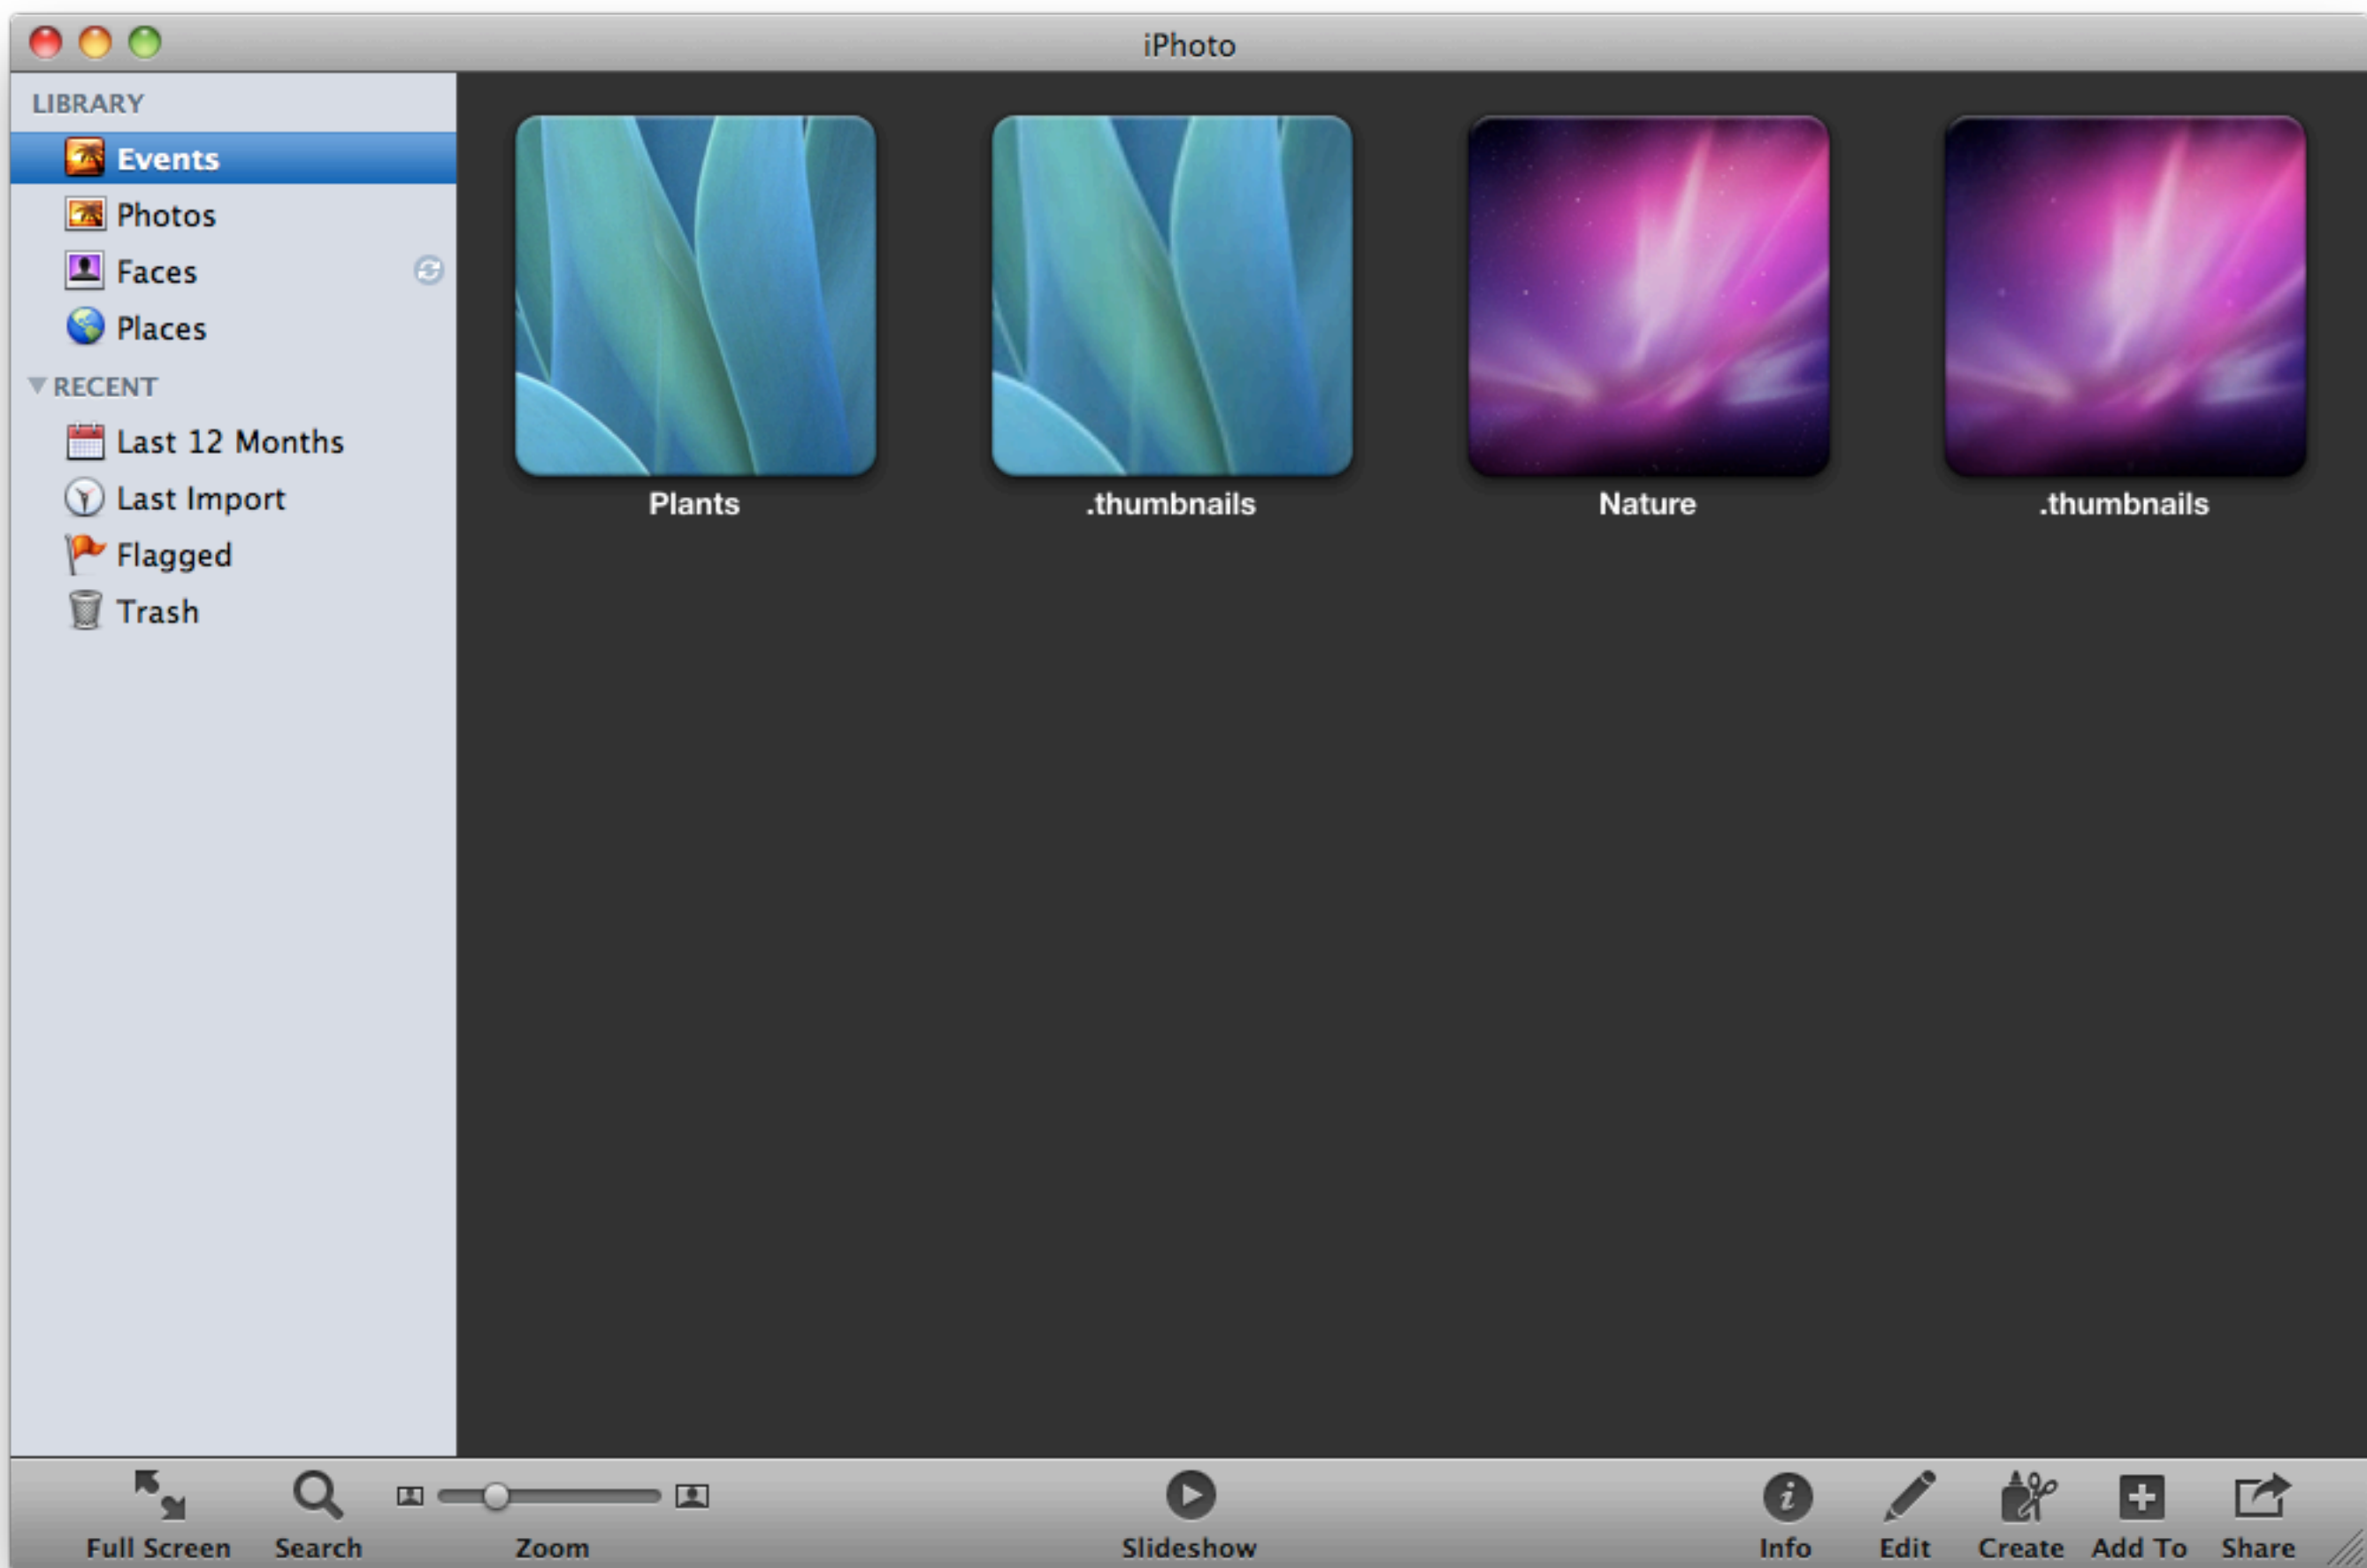 iPhoto
LIBRARY
Events
Photos
Faces
Places
RECENT
Last 12 Months
Last Import
Flagged
Trash
Plants
.thumbnails
Nature
.thumbnails
Full Screen
Search
Zoom
Slideshow
Info
Edit
Create
Add To
Share